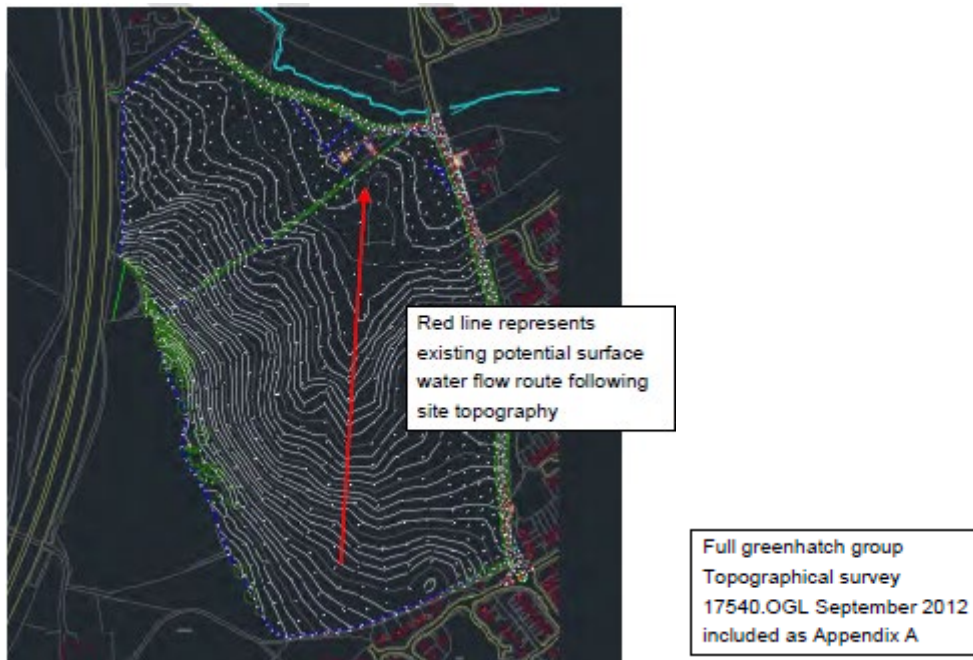 Red line represents
existing potential surface
water flow route following
site topography
Full greenhatch group
Topographical survey
17540.OGL September 2012
included as Appendix A